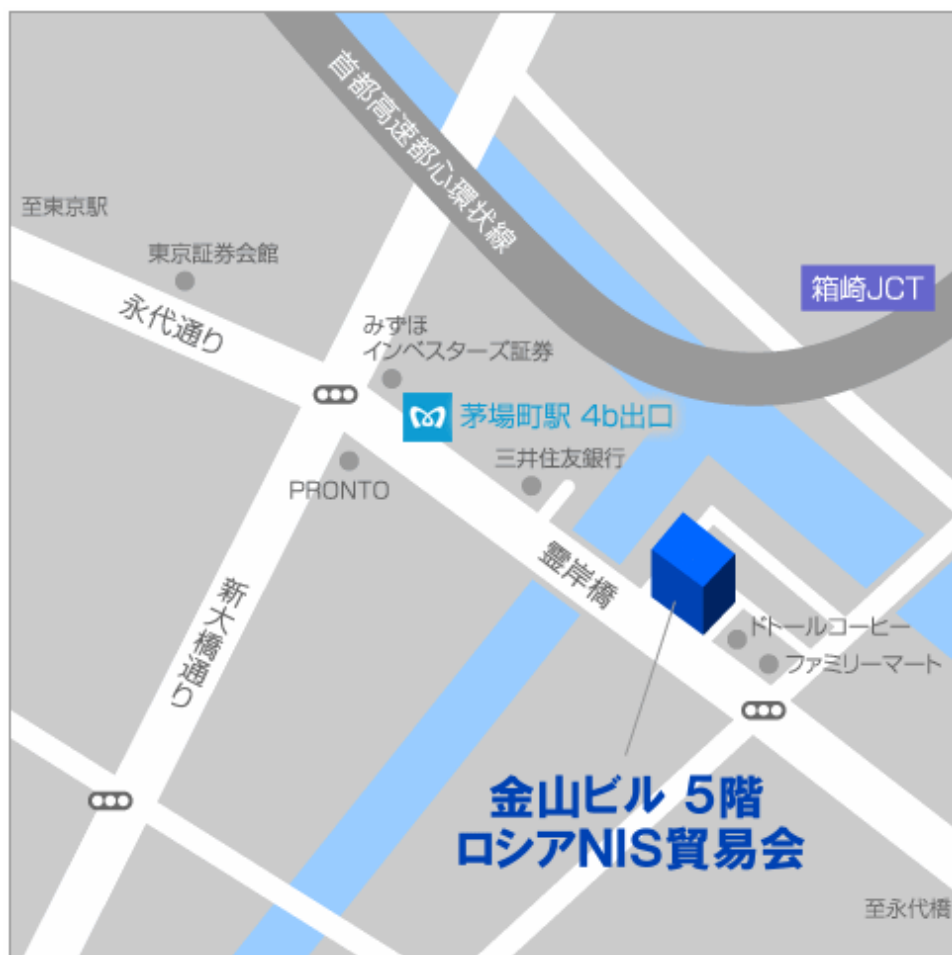 首都高速都心環状線
至東京駅
東京証券会館
箱崎JCT
永代通り
みずほ
インベスターズ証券
茅場町駅 4b出口
三井住友銀行
PRONTO
霊岸橋
新大橋通り
ドトールコーヒー
ファミリーマート
金山ビル 5階
ロシアNIS貿易会
至永代橋